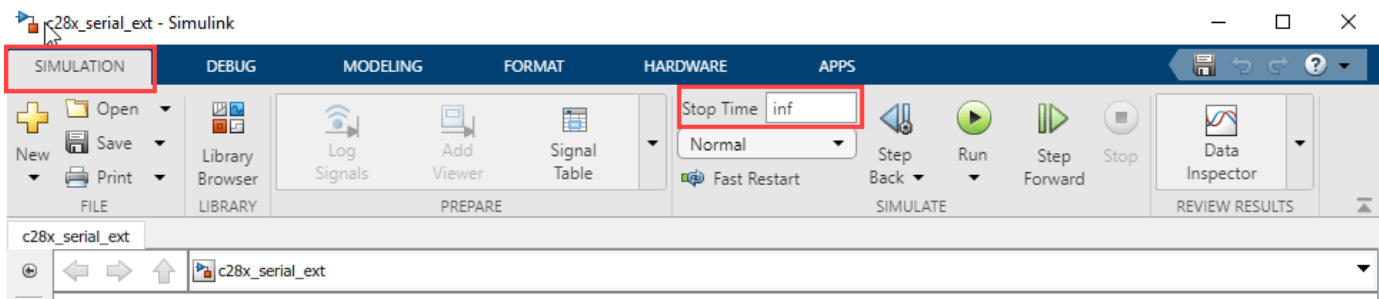 c28x_serial_ext - Simulink
SIMULATION DEBUG MODELING FORMAT HARDWARE APPS
New
Open
Save
Print
FILE
Library
Browser
LIBRARY
Log
Signals
Add
Viewer
Signal
Table
PREPARE
Stop Time inf
Normal
Fast Restart
Step
Back
Run
Step
Forward
Stop
SIMULATE
Data
Inspector
REVIEW RESULTS
c28x_serial_ext
c28x_serial_ext